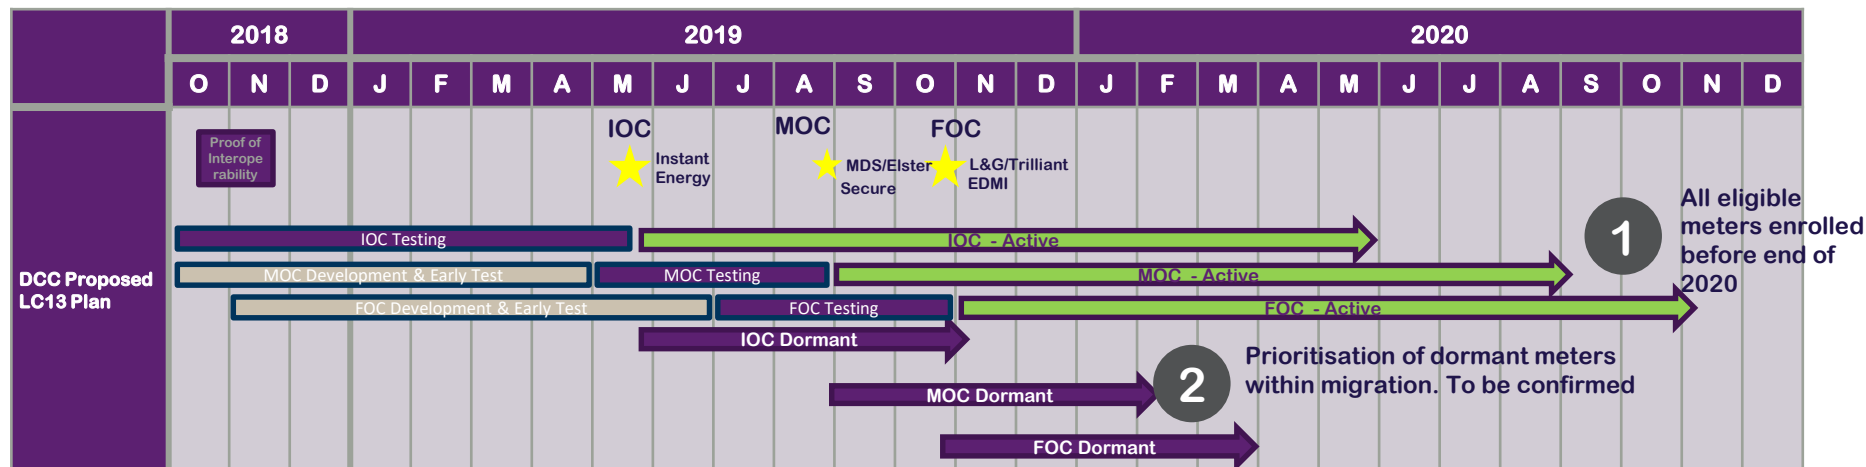 2018 2019 2020
O N D J F M A M J J A S O N D J F M A M J J A S O N D
DCC Proposed
LC13 Plan
Proof of
Interope
rability
IOC
Instant
Energy
MOC
MDS/Elster
Secure
FOC
L&G/Trilliant
EDMI
IOC Testing
IOC - Active
MOC Development & Early Test
MOC Testing
MOC - Active
FOC Development & Early Test
FOC Testing
FOC - Active
IOC Dormant
MOC Dormant
FOC Dormant
1
All eligible
meters enrolled
before end of
2020
2
Prioritisation of dormant meters
within migration. To be confirmed